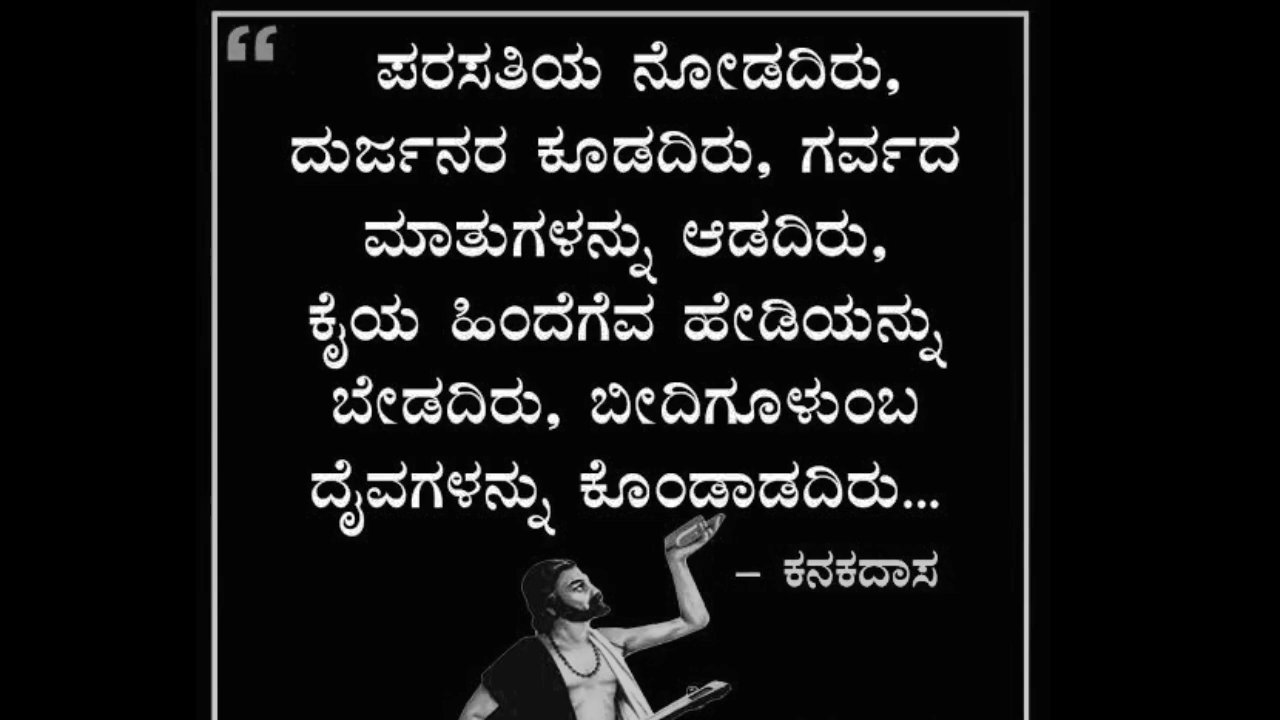 “ ಪರಸತಿಯ ನೋಡದಿರು,
ದುರ್ಜನರ ಕೂಡದಿರು, ಗರ್ವದ
ಮಾತುಗಳನ್ನು ಆಡದಿರು,
ಕೈಯ ಹಿಂದೆಗೆವ ಹೇಡಿಯನ್ನು
ಬೇಡದಿರು, ಬೀದಿಗೂಳುಂಬ
ದೈವಗಳನ್ನು ಕೊಂಡಾಡದಿರು...
– ಕನಕದಾಸ